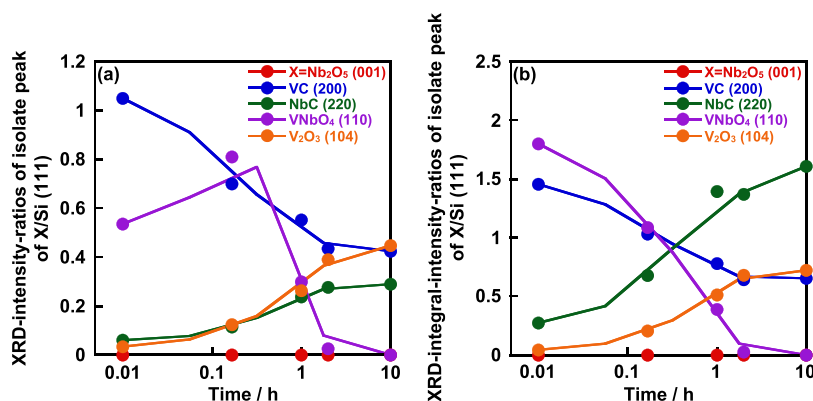 XRD-intensity-ratios of isolate peak
of X/Si (111)
1.2
1
0.8
0.6
0.4
0.2
0
(a)
X=Nb₂O₅ (001)
VC (200)
NbC (220)
VNbO₄ (110)
V₂O₃ (104)
0.01
0.1
1
10
Time / h
XRD-integral-intensity-ratios of isolate peak
of X/Si (111)
2.5
2
1.5
1
0.5
0
(b)
X=Nb₂O₅ (001)
VC (200)
NbC (220)
VNbO₄ (110)
V₂O₃ (104)
0.01
0.1
1
10
Time / h